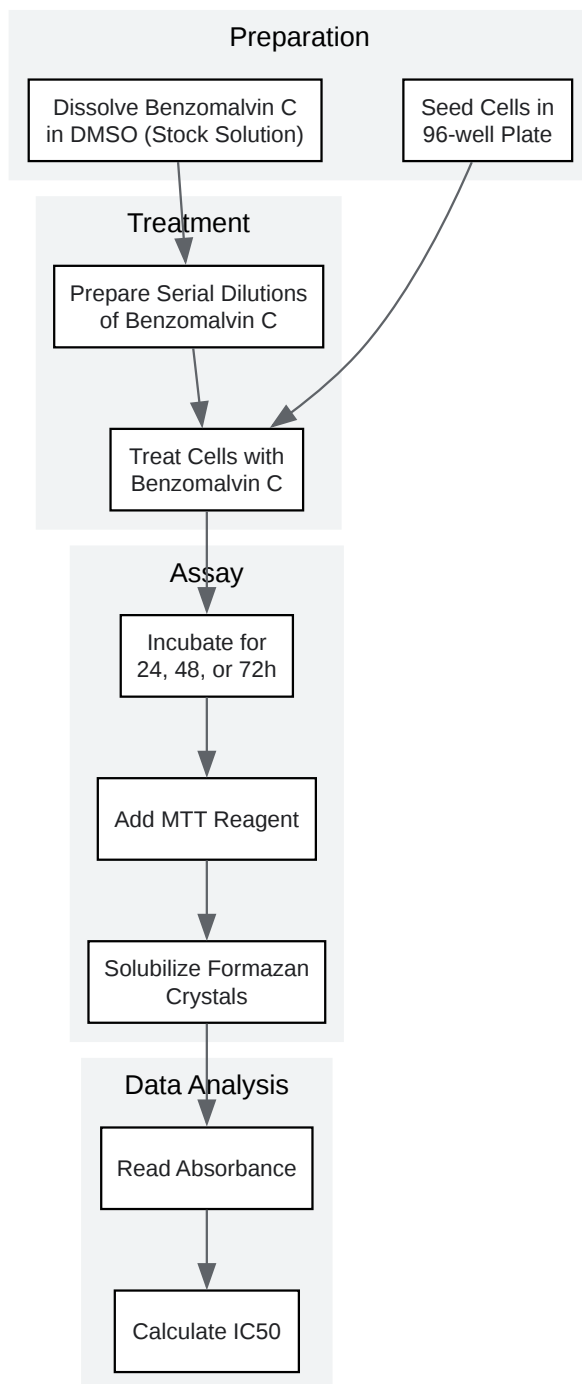 Preparation
Dissolve Benzomalvin C
in DMSO (Stock Solution)
Seed Cells in
96-well Plate
Treatment
Prepare Serial Dilutions
of Benzomalvin C
Treat Cells with
Benzomalvin C
Assay
Incubate for
24, 48, or 72h
Add MTT Reagent
Solubilize Formazan
Crystals
Data Analysis
Read Absorbance
Calculate IC50